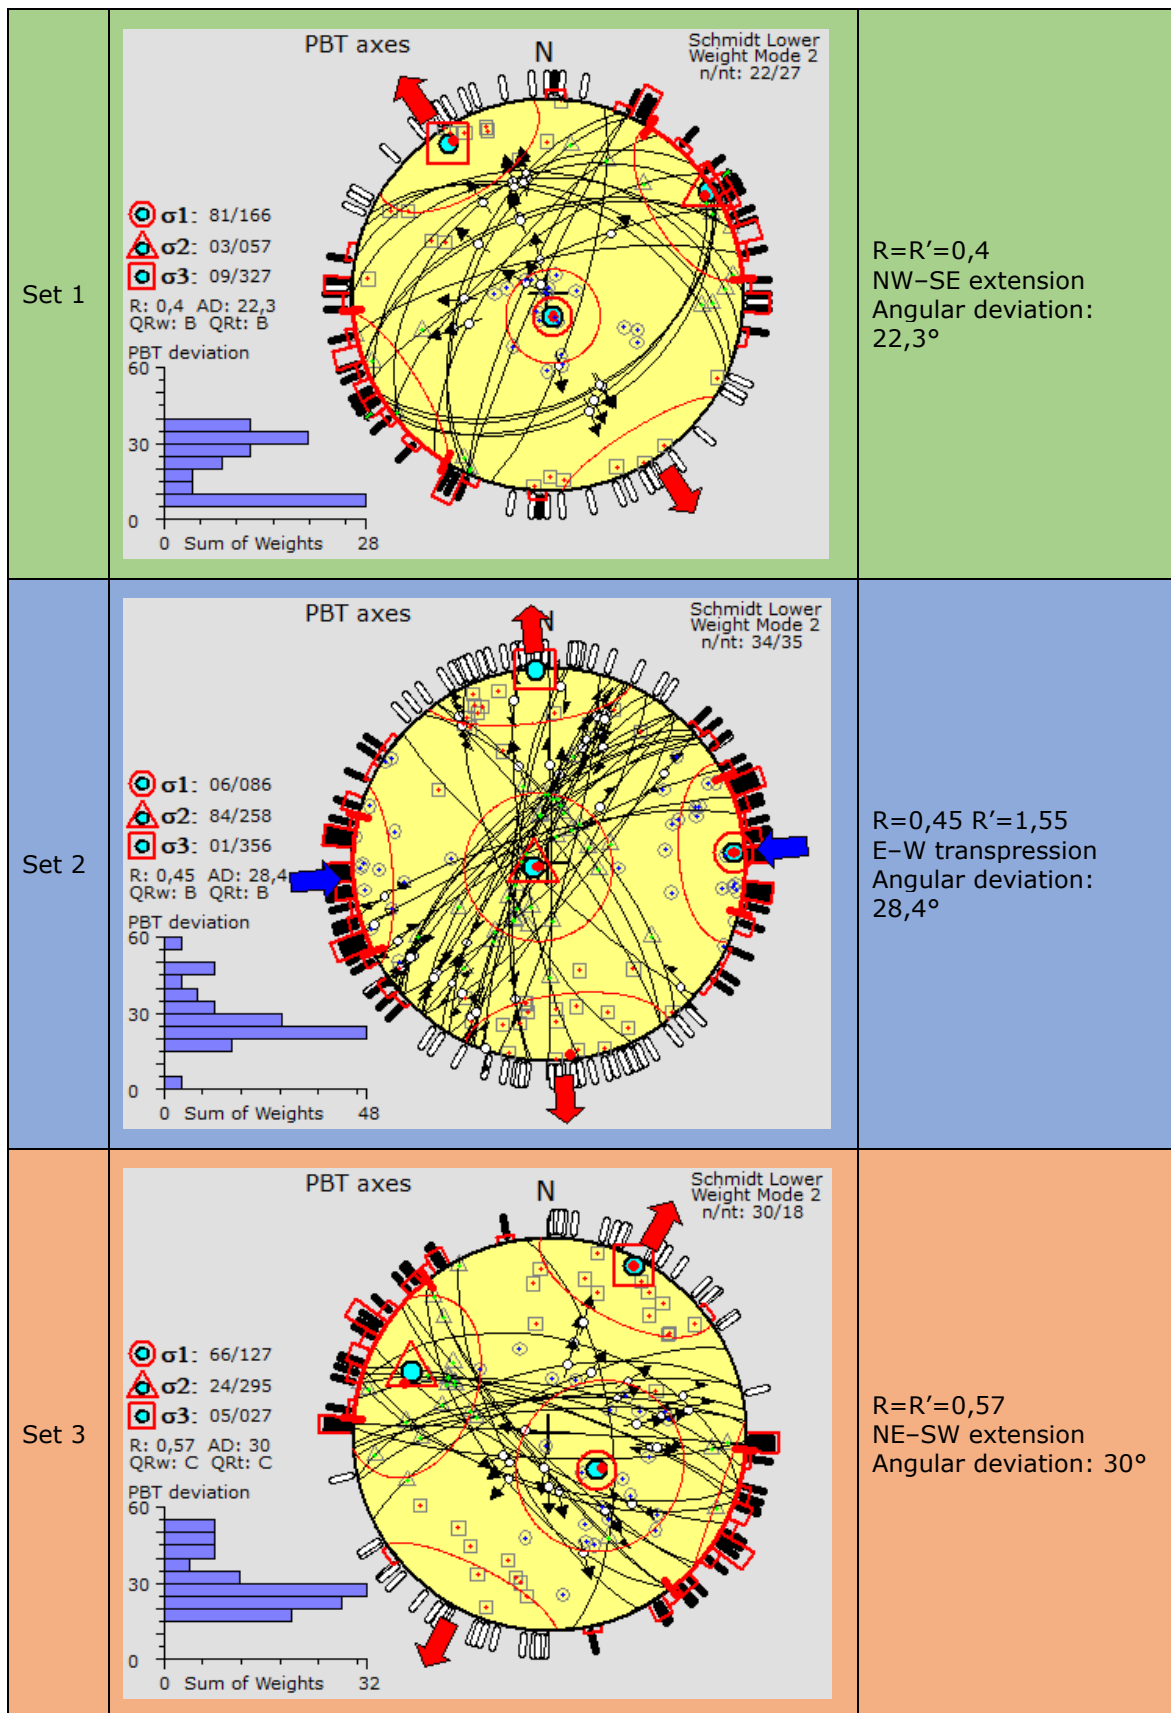 Set 1
PBT axes
N
Schmidt Lower
Weight Mode 2
n/nt: 22/27
σ1: 81/166
σ2: 03/057
σ3: 09/327
R: 0,4 AD: 22,3
QRw: B QRt: B
PBT deviation
60
30
0
0 Sum of Weights 28
R=R’=0,4
NW–SE extension
Angular deviation:
22,3°
Set 2
PBT axes
N
Schmidt Lower
Weight Mode 2
n/nt: 34/35
σ1: 06/086
σ2: 84/258
σ3: 01/356
R: 0,45 AD: 28,4
QRw: B QRt: B
PBT deviation
60
30
0
0 Sum of Weights 48
R=0,45 R’=1,55
E–W transpression
Angular deviation:
28,4°
Set 3
PBT axes
N
Schmidt Lower
Weight Mode 2
n/nt: 30/18
σ1: 66/127
σ2: 24/295
σ3: 05/027
R: 0,57 AD: 30
QRw: C QRt: C
PBT deviation
60
30
0
0 Sum of Weights 32
R=R’=0,57
NE–SW extension
Angular deviation: 30°